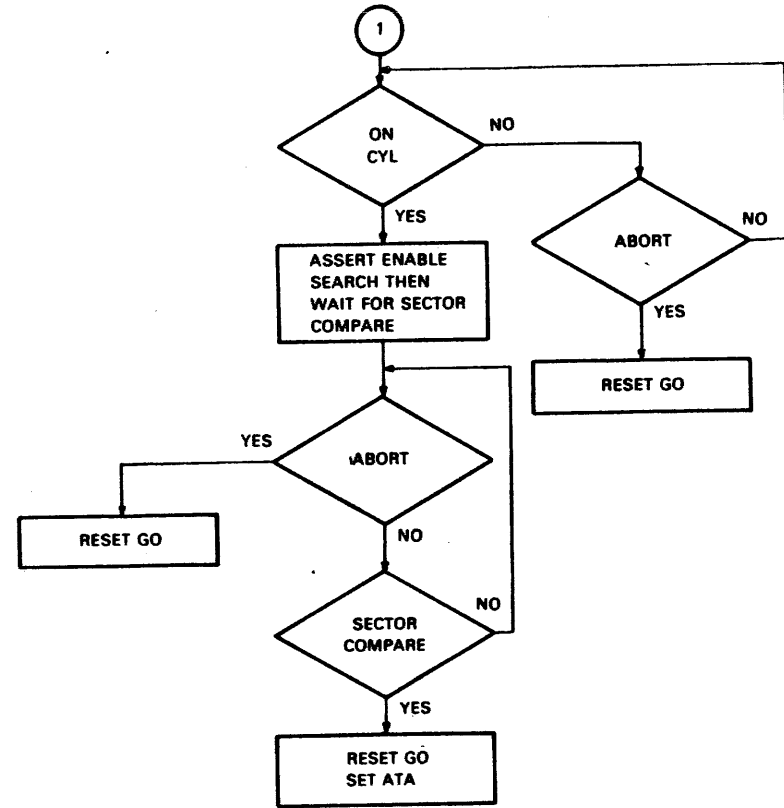 1
ON
CYL
NO
YES
ABORT
NO
YES
RESET GO
ASSERT ENABLE
SEARCH THEN
WAIT FOR SECTOR
COMPARE
YES
ABORT
NO
RESET GO
SECTOR
COMPARE
NO
YES
RESET GO
SET ATA